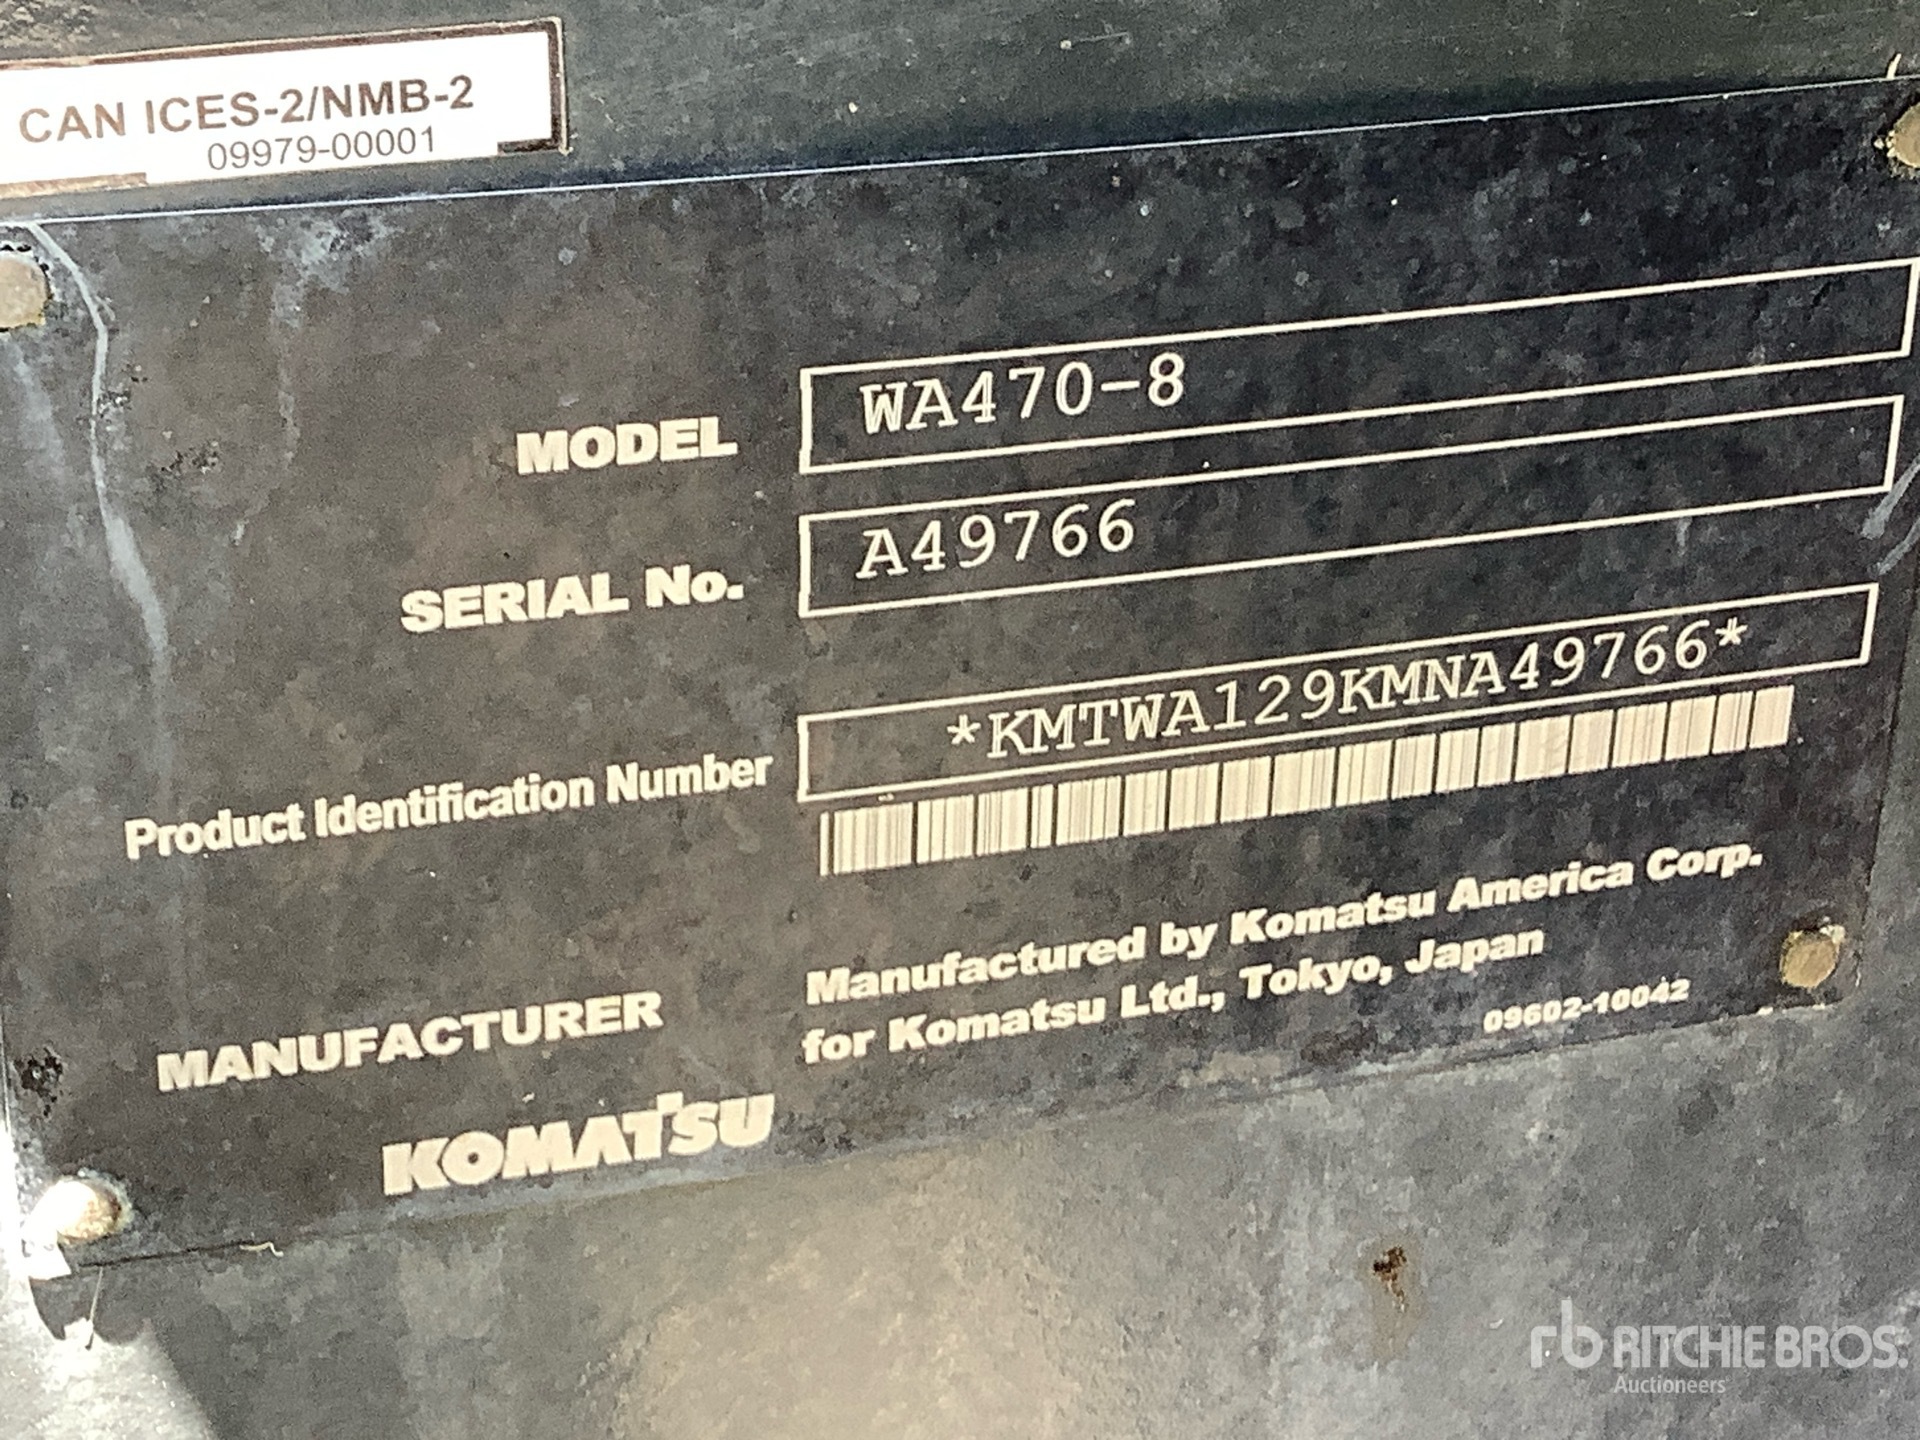 CAN ICES-2/NMB-2
09979-00001
MODEL WA470-8
SERIAL No. A49766
Product Identification Number *KMTWA129KMNA49766*
MANUFACTURER Manufactured by Komatsu America Corp.
for Komatsu Ltd., Tokyo, Japan
09602-10042
KOMATSU
rb RITCHIE BROS.
Auctioneers